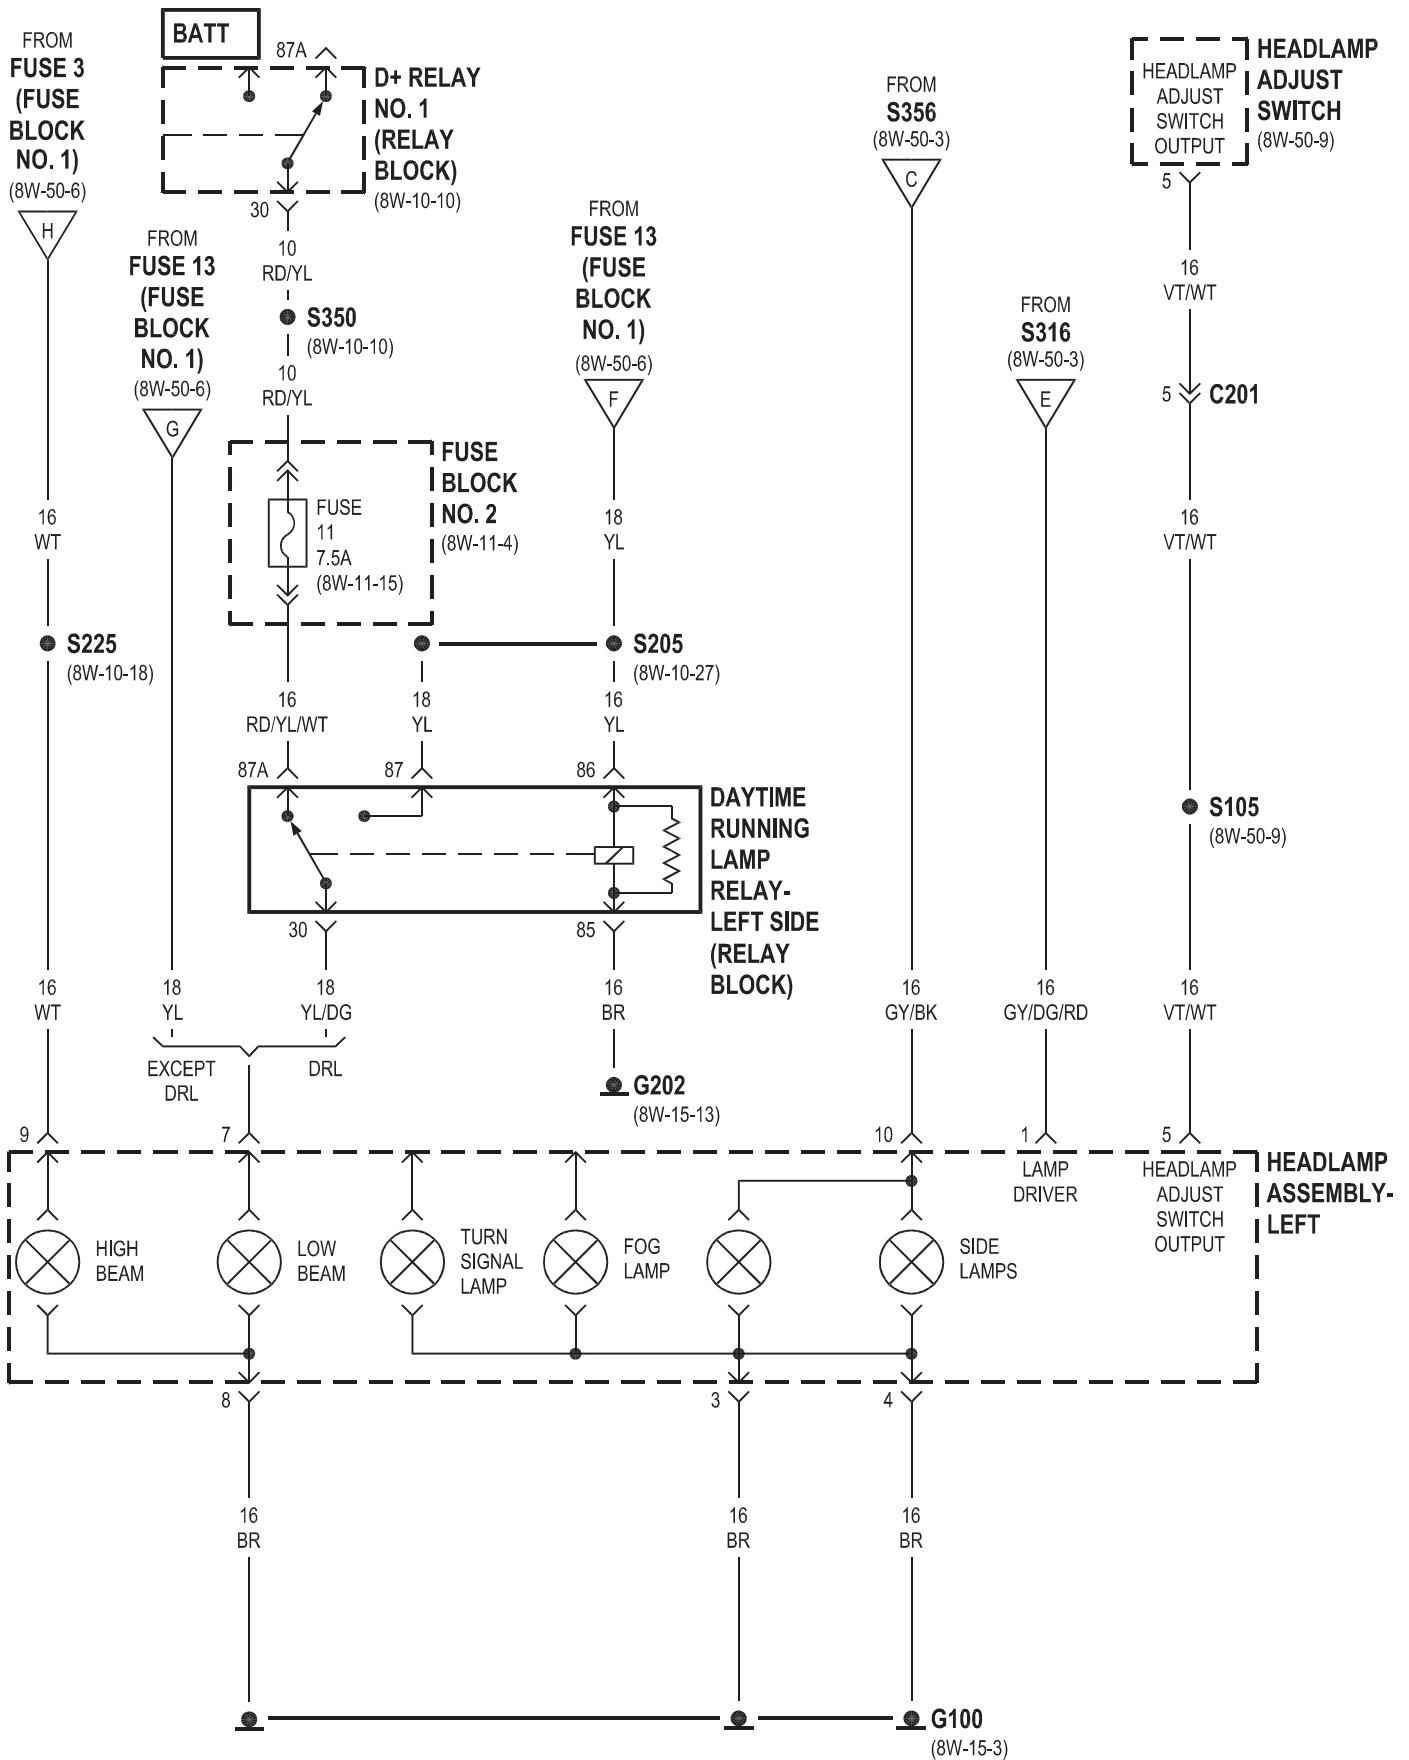 FROM
FUSE 3
(FUSE
BLOCK
NO. 1)
(8W-50-6)
H
BATT
87A
D+ RELAY
NO. 1
(RELAY
BLOCK)
(8W-10-10)
30
10
RD/YL
S350
(8W-10-10)
10
RD/YL
FROM
FUSE 13
(FUSE
BLOCK
NO. 1)
(8W-50-6)
G
FROM
FUSE 13
(FUSE
BLOCK
NO. 1)
(8W-50-6)
F
FROM
S356
(8W-50-3)
C
FROM
S316
(8W-50-3)
E
HEADLAMP
ADJUST
SWITCH
OUTPUT
HEADLAMP
ADJUST
SWITCH
(8W-50-9)
5
16
VT/WT
5
C201
FUSE
11
7.5A
(8W-11-15)
FUSE
BLOCK
NO. 2
(8W-11-4)
16
WT
18
YL
16
VT/WT
S225
(8W-10-18)
S205
(8W-10-27)
16
RD/YL/WT
18
YL
16
YL
87A
87
86
DAYTIME
RUNNING
LAMP
RELAY-
LEFT SIDE
(RELAY
BLOCK)
S105
(8W-50-9)
30
85
16
WT
18
YL
18
YL/DG
16
BR
16
GY/BK
16
GY/DG/RD
16
VT/WT
EXCEPT
DRL
DRL
G202
(8W-15-13)
9
7
10
1
5
LAMP
DRIVER
HEADLAMP
ADJUST
SWITCH
OUTPUT
HEADLAMP
ASSEMBLY-
LEFT
HIGH
BEAM
LOW
BEAM
TURN
SIGNAL
LAMP
FOG
LAMP
SIDE
LAMPS
8
3
4
16
BR
16
BR
16
BR
G100
(8W-15-3)